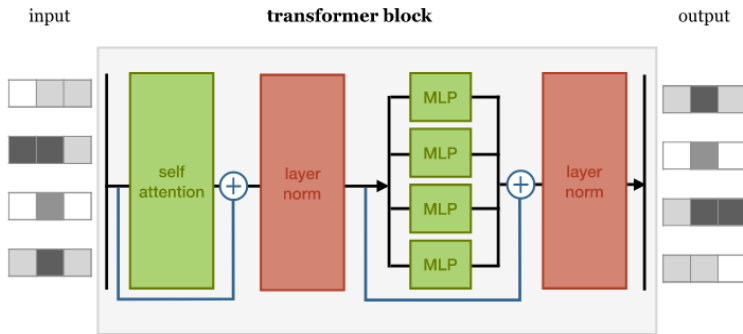 input
transformer block
output
self
attention
layer
norm
MLP
MLP
MLP
MLP
layer
norm